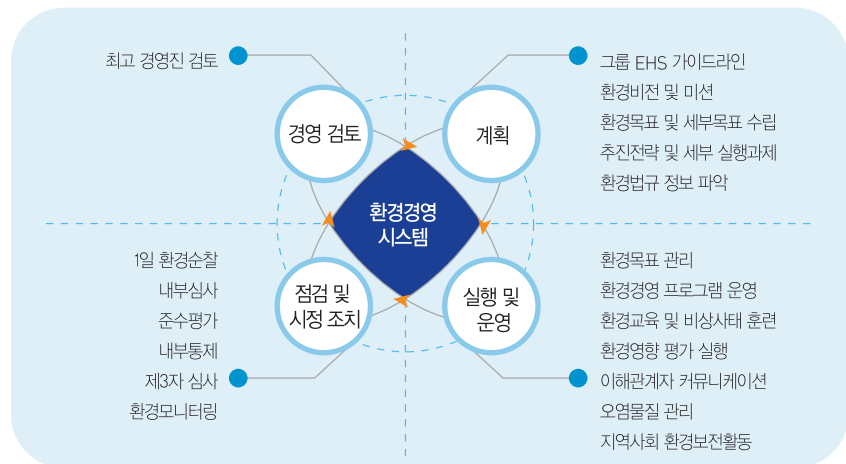 최고 경영진 검토
경영 검토
계획
그룹 EHS 가이드라인
환경비전 및 미션
환경목표 및 세부목표 수립
추진전략 및 세부 실행과제
환경법규 정보 파악
환경경영
시스템
1일 환경순찰
내부심사
준수평가
내부통제
제3자 심사
환경모니터링
점검 및
시정 조치
실행 및
운영
환경목표 관리
환경경영 프로그램 운영
환경교육 및 비상사태 훈련
환경영향 평가 실행
이해관계자 커뮤니케이션
오염물질 관리
지역사회 환경보전활동